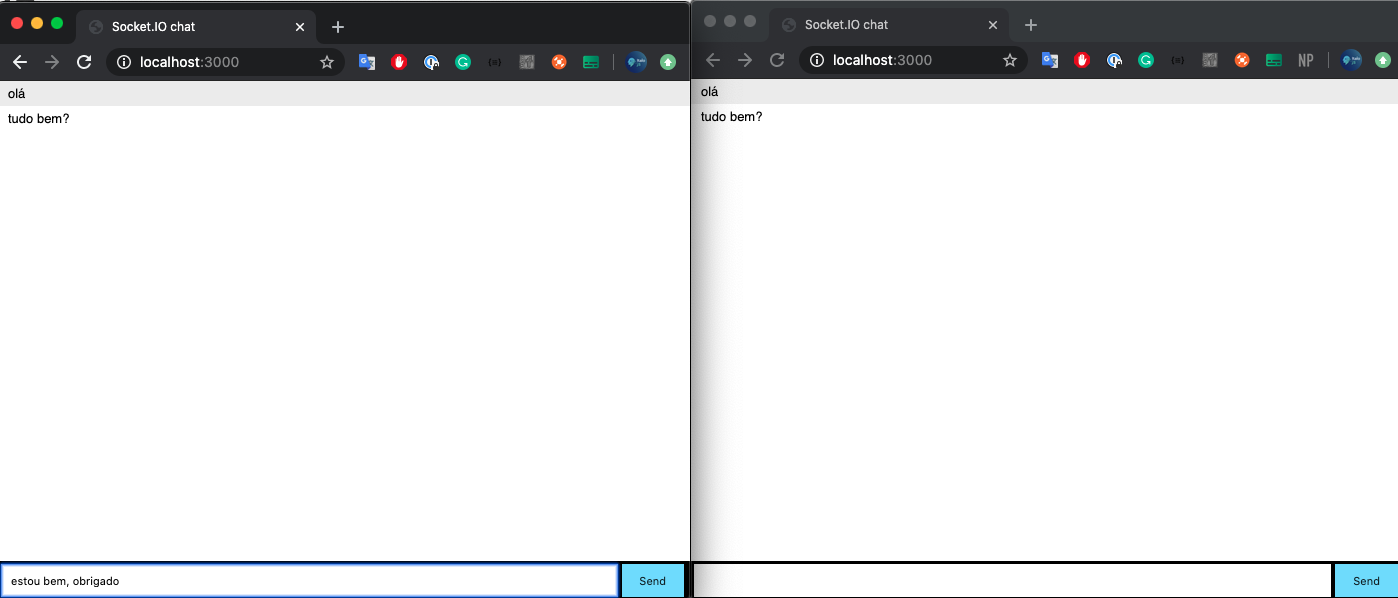 Socket.IO chat
localhost:3000
olá
tudo bem?
estou bem, obrigado
Send
Socket.IO chat
localhost:3000
NP
olá
tudo bem?
Send